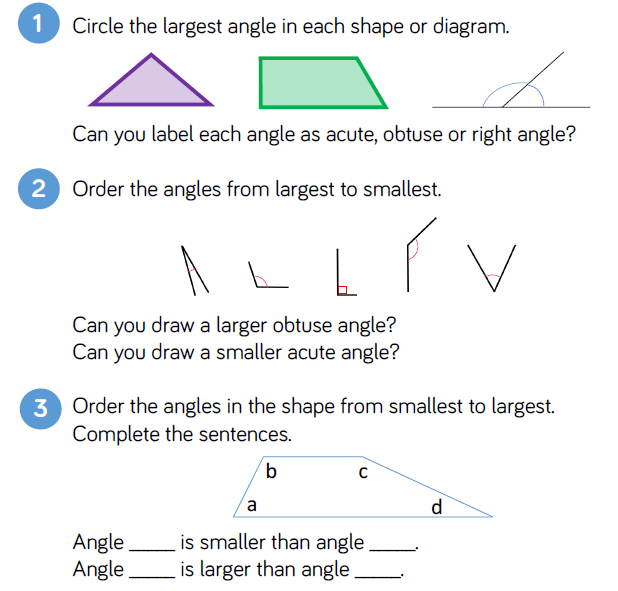 1 Circle the largest angle in each shape or diagram.
Can you label each angle as acute, obtuse or right angle?
2 Order the angles from largest to smallest.
Can you draw a larger obtuse angle?
Can you draw a smaller acute angle?
3 Order the angles in the shape from smallest to largest.
Complete the sentences.
b c
a d
Angle _____ is smaller than angle _____.
Angle _____ is larger than angle _____.